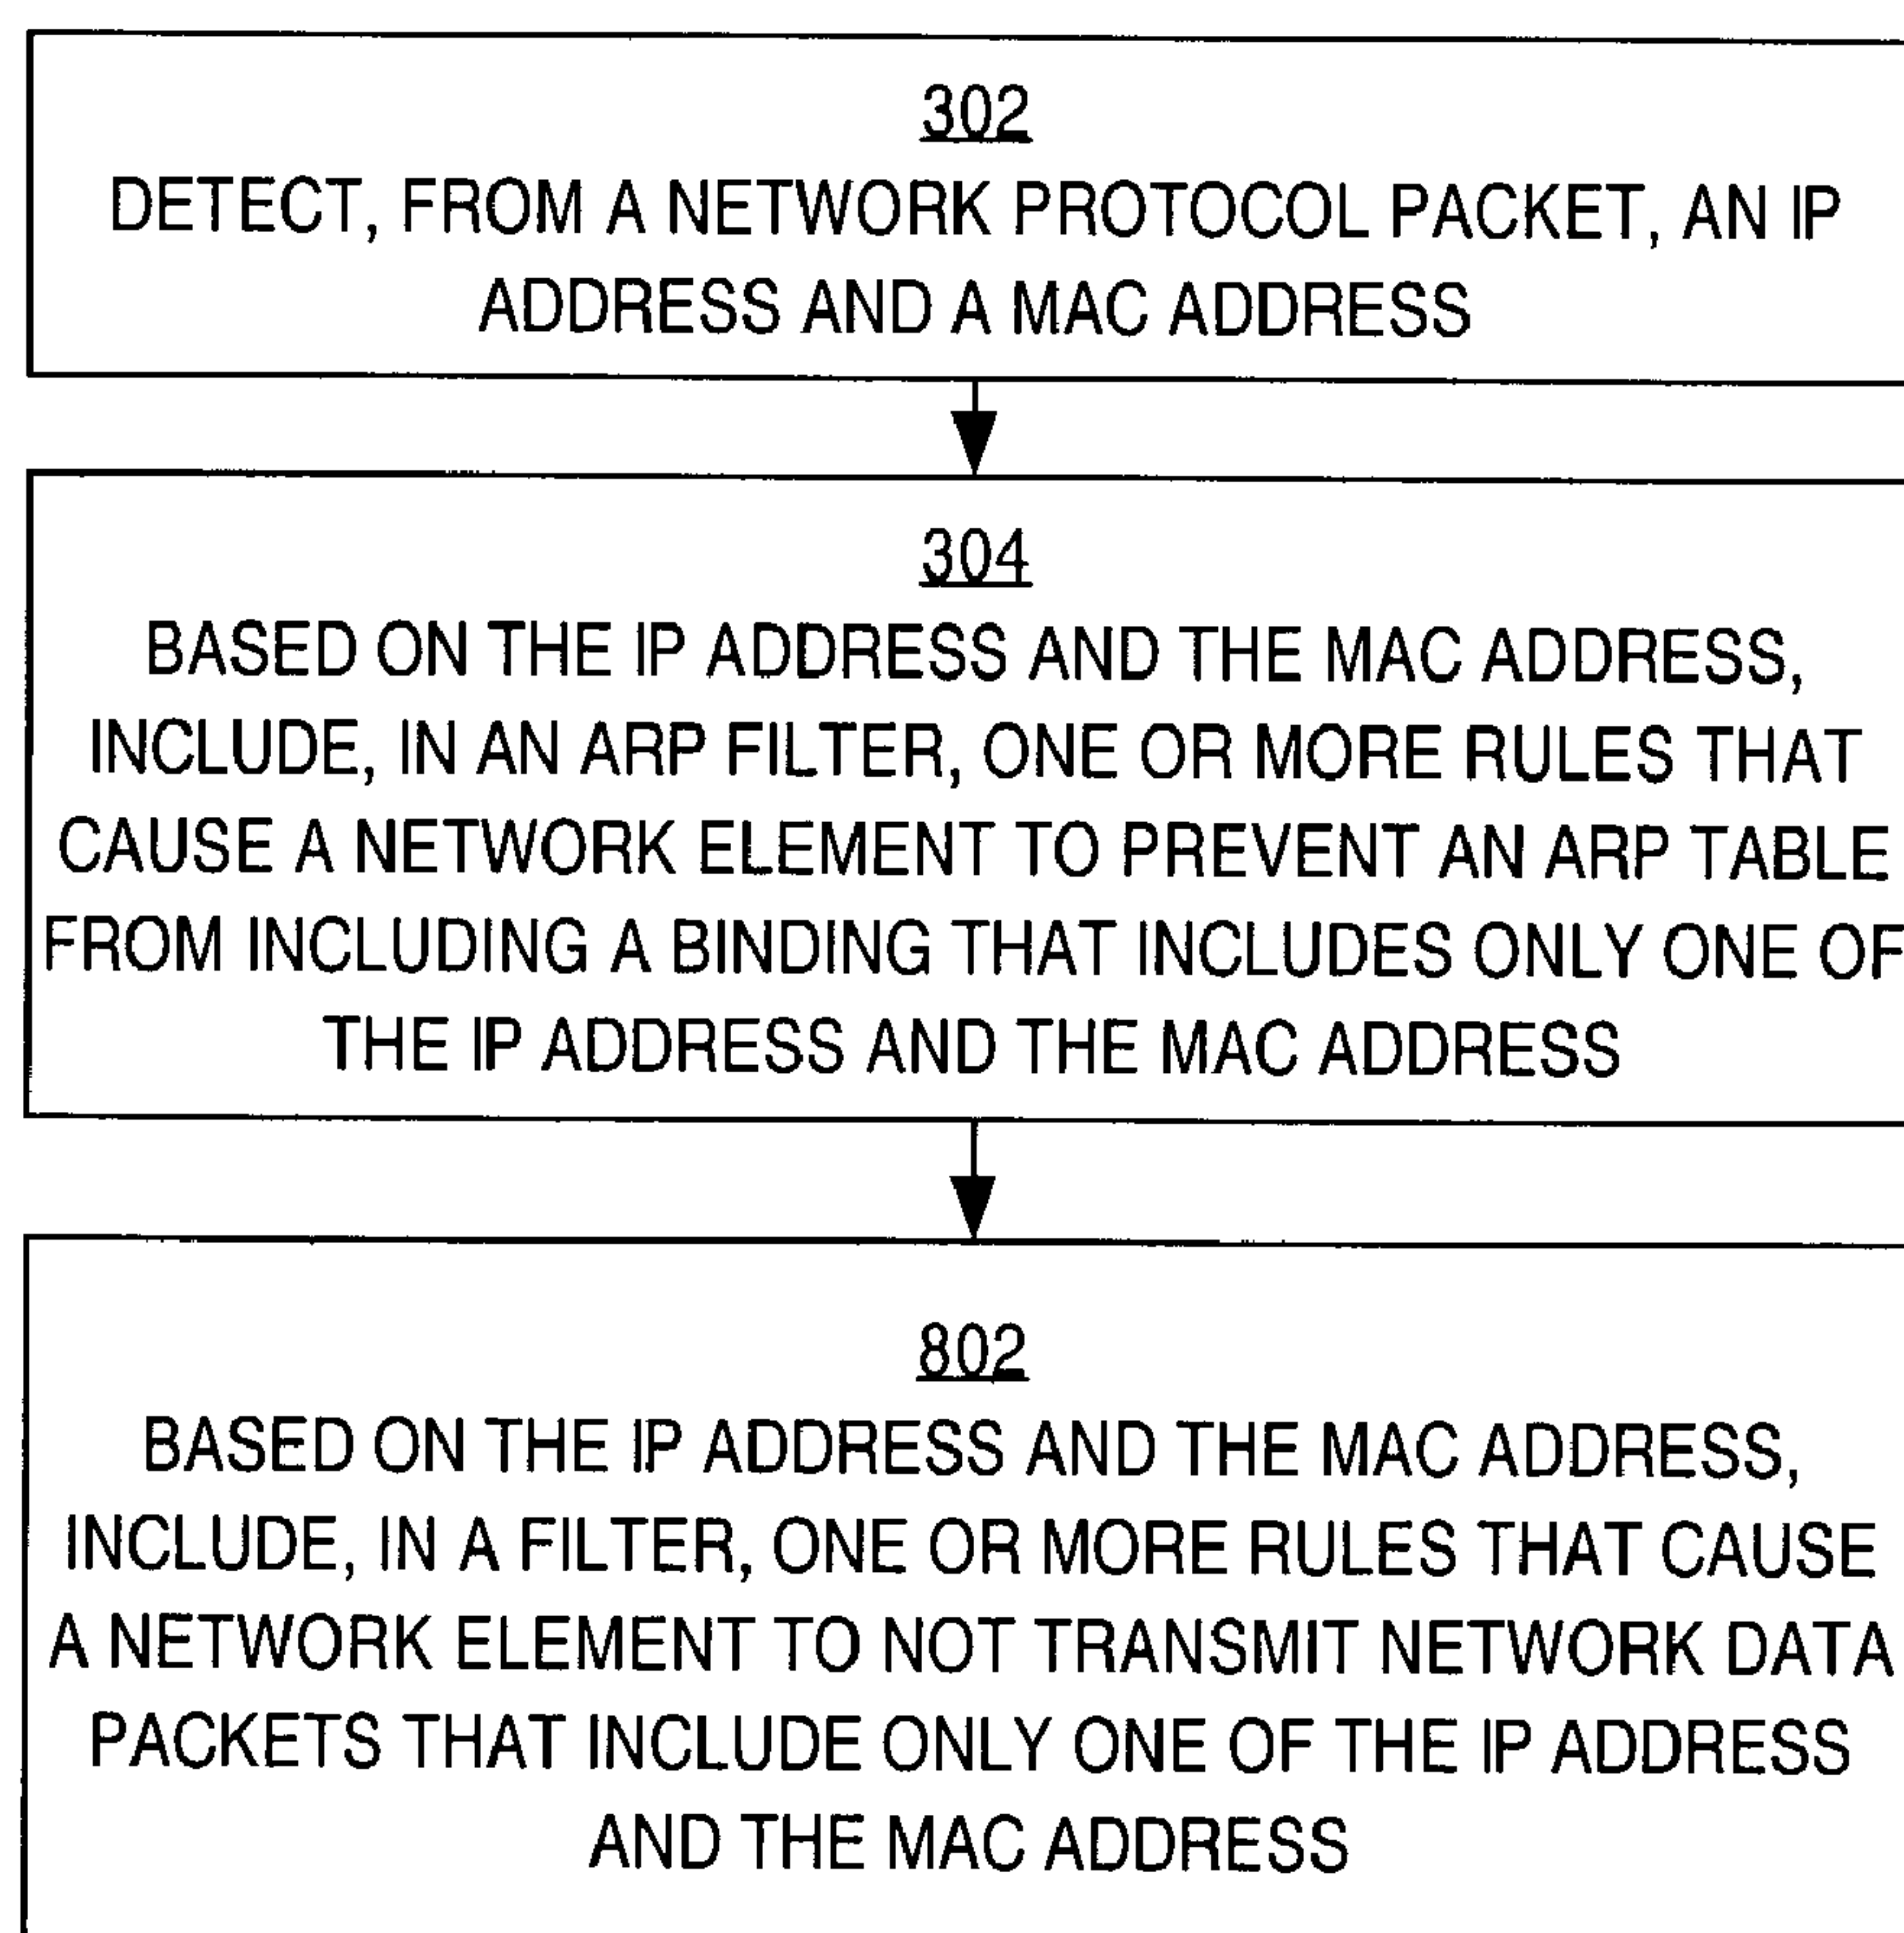 302
DETECT, FROM A NETWORK PROTOCOL PACKET, AN IP
ADDRESS AND A MAC ADDRESS
304
BASED ON THE IP ADDRESS AND THE MAC ADDRESS,
INCLUDE, IN AN ARP FILTER, ONE OR MORE RULES THAT
CAUSE A NETWORK ELEMENT TO PREVENT AN ARP TABLE
FROM INCLUDING A BINDING THAT INCLUDES ONLY ONE OF
THE IP ADDRESS AND THE MAC ADDRESS
802
BASED ON THE IP ADDRESS AND THE MAC ADDRESS,
INCLUDE, IN A FILTER, ONE OR MORE RULES THAT CAUSE
A NETWORK ELEMENT TO NOT TRANSMIT NETWORK DATA
PACKETS THAT INCLUDE ONLY ONE OF THE IP ADDRESS
AND THE MAC ADDRESS